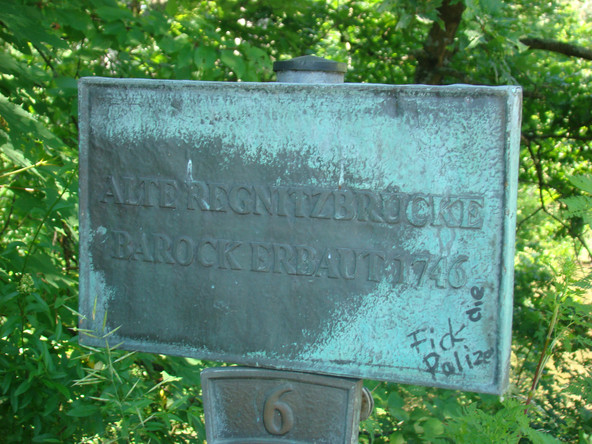 ALTE REGNITZBRÜCKE
BAROCK ERBAUT 1746
Fick die
Polizei
6